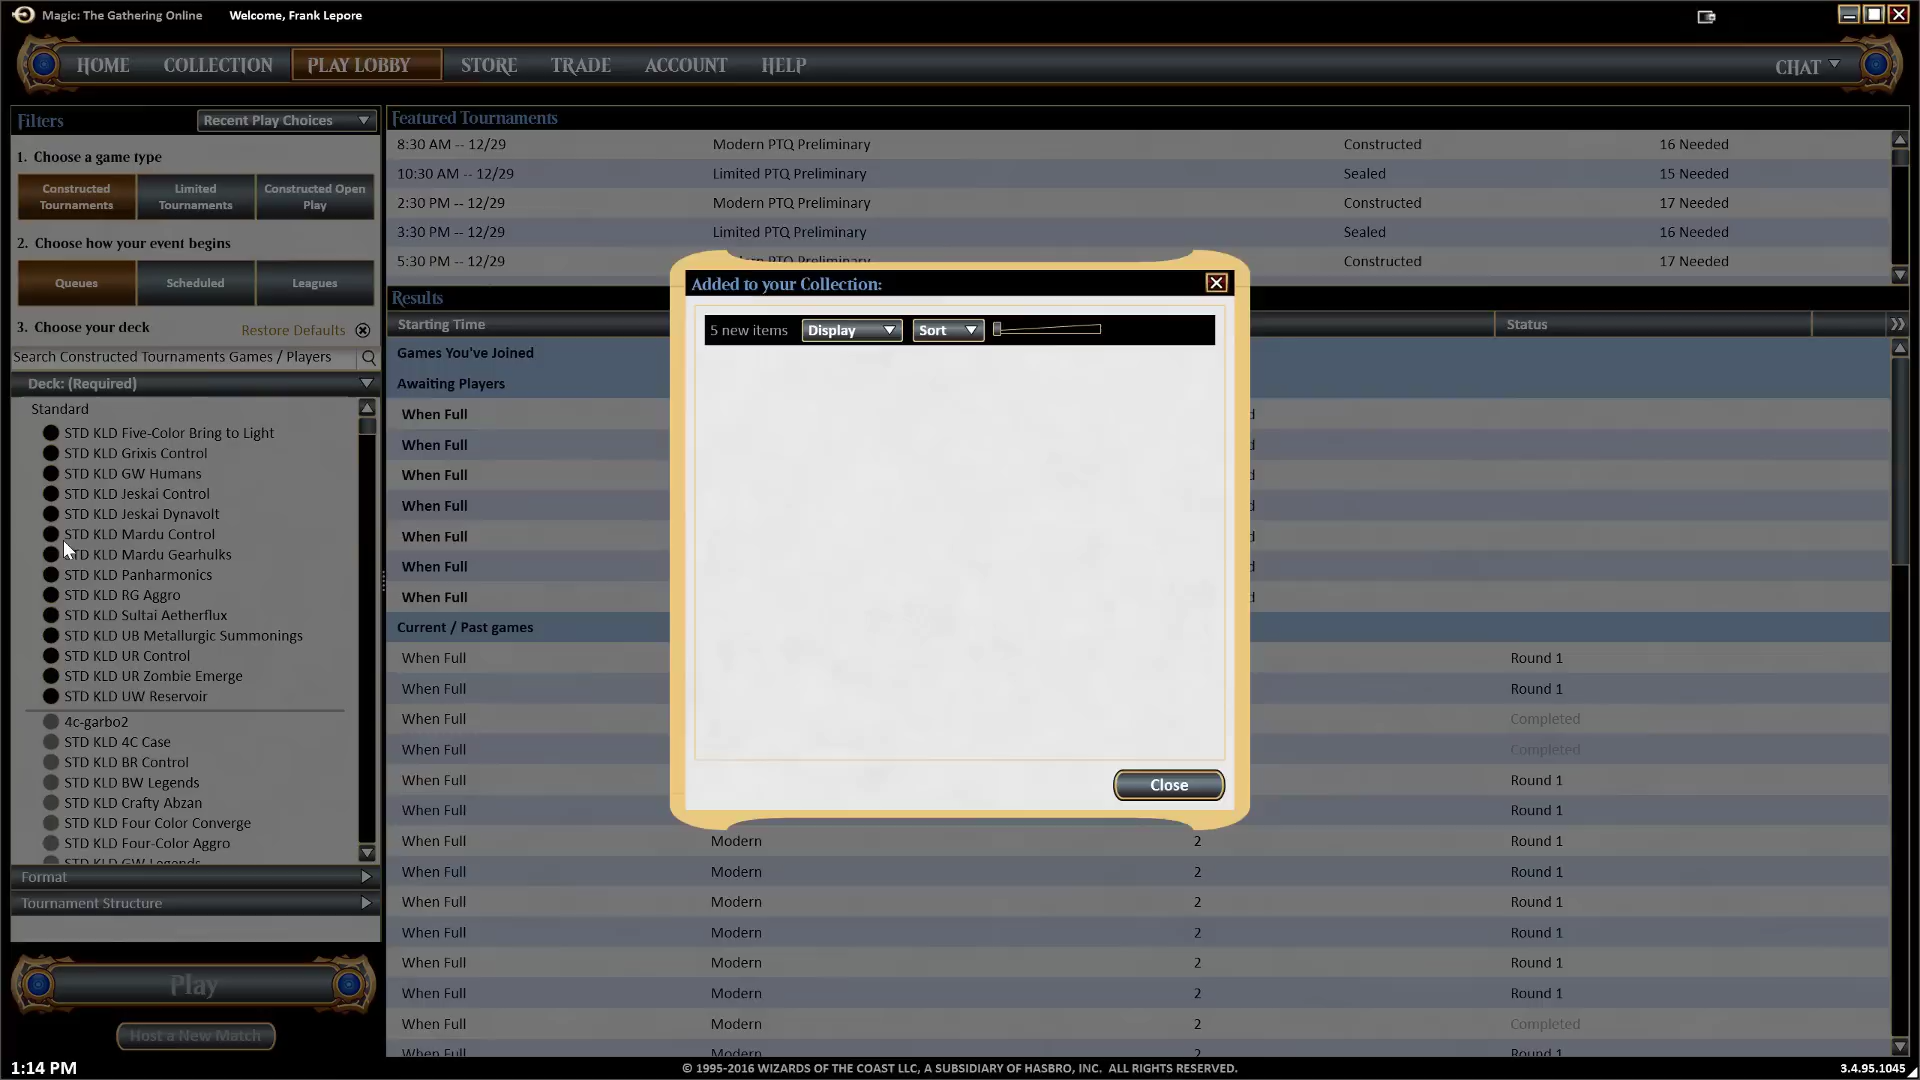 Magic: The Gathering Online Welcome, Frank Lepore
HOME COLLECTION PLAY LOBBY STORE TRADE ACCOUNT HELP CHAT
Filters Recent Play Choices
1. Choose a game type
Constructed Tournaments Limited Tournaments Constructed Open Play
2. Choose how your event begins
Queues Scheduled Leagues
3. Choose your deck Restore Defaults
Search Constructed Tournaments Games / Players
Deck: (Required)
Standard
STD KLD Five-Color Bring to Light
STD KLD Grixis Control
STD KLD GW Humans
STD KLD Jeskai Control
STD KLD Jeskai Dynavolt
STD KLD Mardu Control
STD KLD Mardu Gearhulks
STD KLD Panharmonics
STD KLD RG Aggro
STD KLD Sultai Aetherflux
STD KLD UB Metallurgic Summonings
STD KLD UR Control
STD KLD UR Zombie Emerge
STD KLD UW Reservoir
4c-garbo2
STD KLD 4C Case
STD KLD BR Control
STD KLD BW Legends
STD KLD Crafty Abzan
STD KLD Four Color Converge
STD KLD Four-Color Aggro
STD KLD GW Legends
Format
Tournament Structure
Play
Host a New Match
1:14 PM
Featured Tournaments
8:30 AM -- 12/29 Modern PTQ Preliminary Constructed 16 Needed
10:30 AM -- 12/29 Limited PTQ Preliminary Sealed 15 Needed
2:30 PM -- 12/29 Modern PTQ Preliminary Constructed 17 Needed
3:30 PM -- 12/29 Limited PTQ Preliminary Sealed 16 Needed
5:30 PM -- 12/29 PTQ Preliminary Constructed 17 Needed
Results
Starting Time Status
Games You've Joined
Awaiting Players
When Full
When Full
When Full
When Full
When Full
When Full
When Full
Current / Past games
When Full Round 1
When Full Round 1
When Full Completed
When Full Completed
When Full Round 1
When Full Round 1
When Full Modern 2 Round 1
When Full Modern 2 Round 1
When Full Modern 2 Round 1
When Full Modern 2 Round 1
When Full Modern 2 Round 1
When Full Modern 2 Round 1
When Full Modern 2 Completed
When Full Modern 2 Round 1
Added to your Collection:
5 new items Display Sort
Close
© 1995-2016 WIZARDS OF THE COAST LLC, A SUBSIDIARY OF HASBRO, INC. ALL RIGHTS RESERVED.
3.4.95.1045